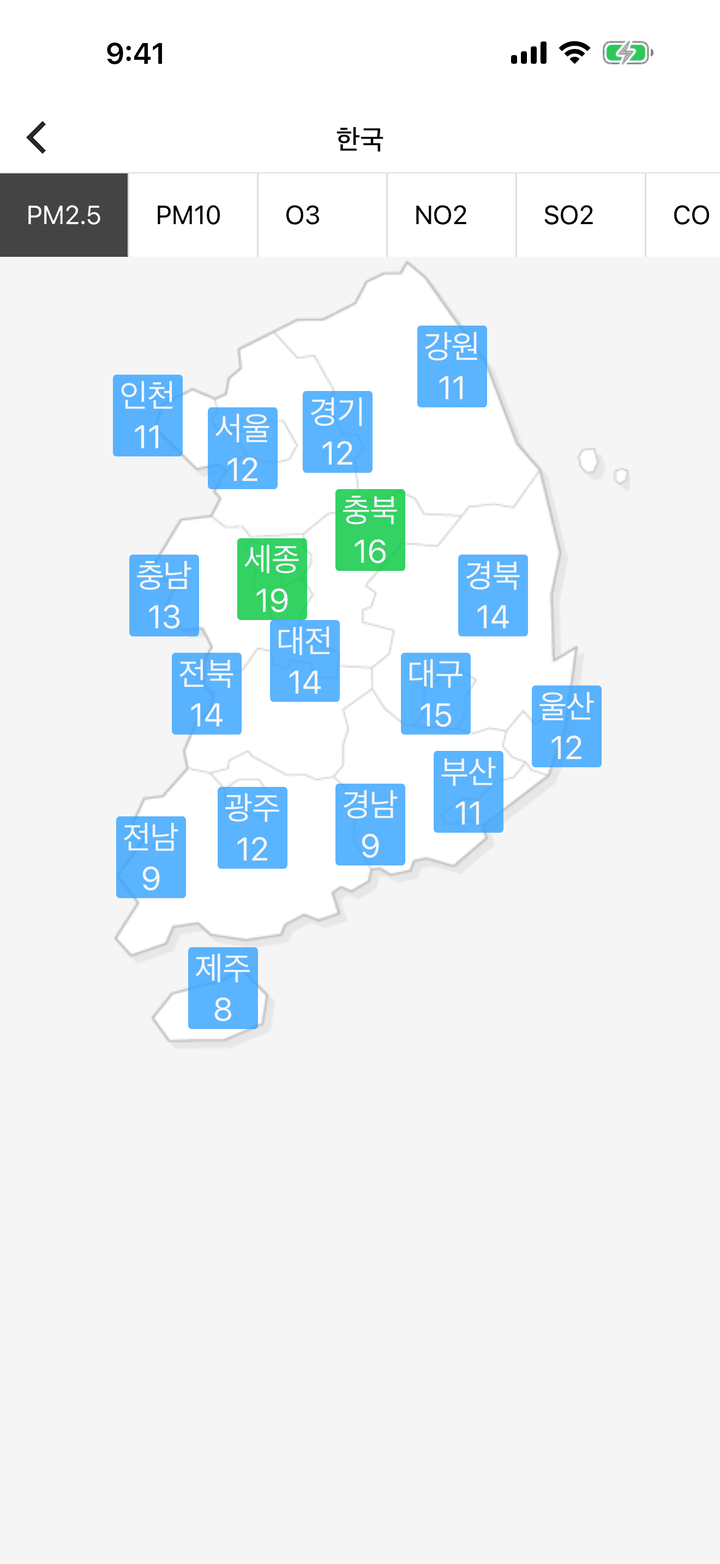 9:41
한국
PM2.5
PM10
O3
NO2
SO2
CO
강원
11
인천
11
경기
12
서울
12
충북
16
세종
19
충남
13
경북
14
대전
14
전북
14
대구
15
울산
12
부산
11
경남
9
광주
12
전남
9
제주
8